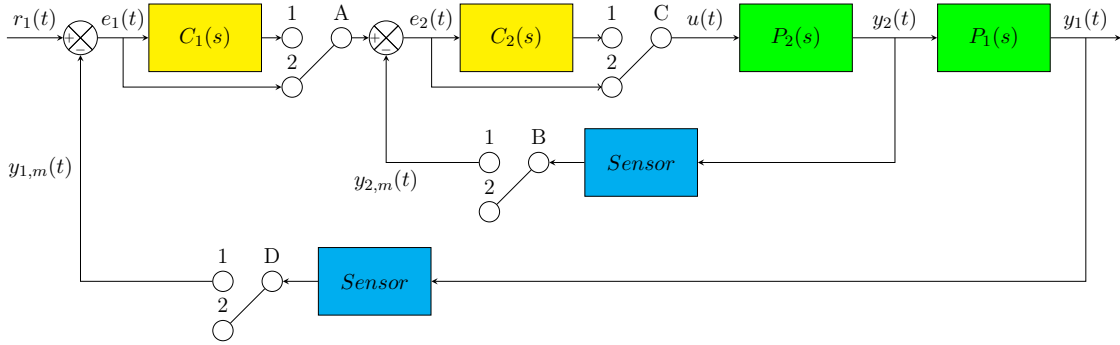 r₁(t) e₁(t) C₁(s) 1 A e₂(t) C₂(s) 1 C u(t) P₂(s) y₂(t) P₁(s) y₁(t)
+ − + −
2 2
1 B Sensor
y₁,ₘ(t) y₂,ₘ(t)
2
1 D Sensor
2